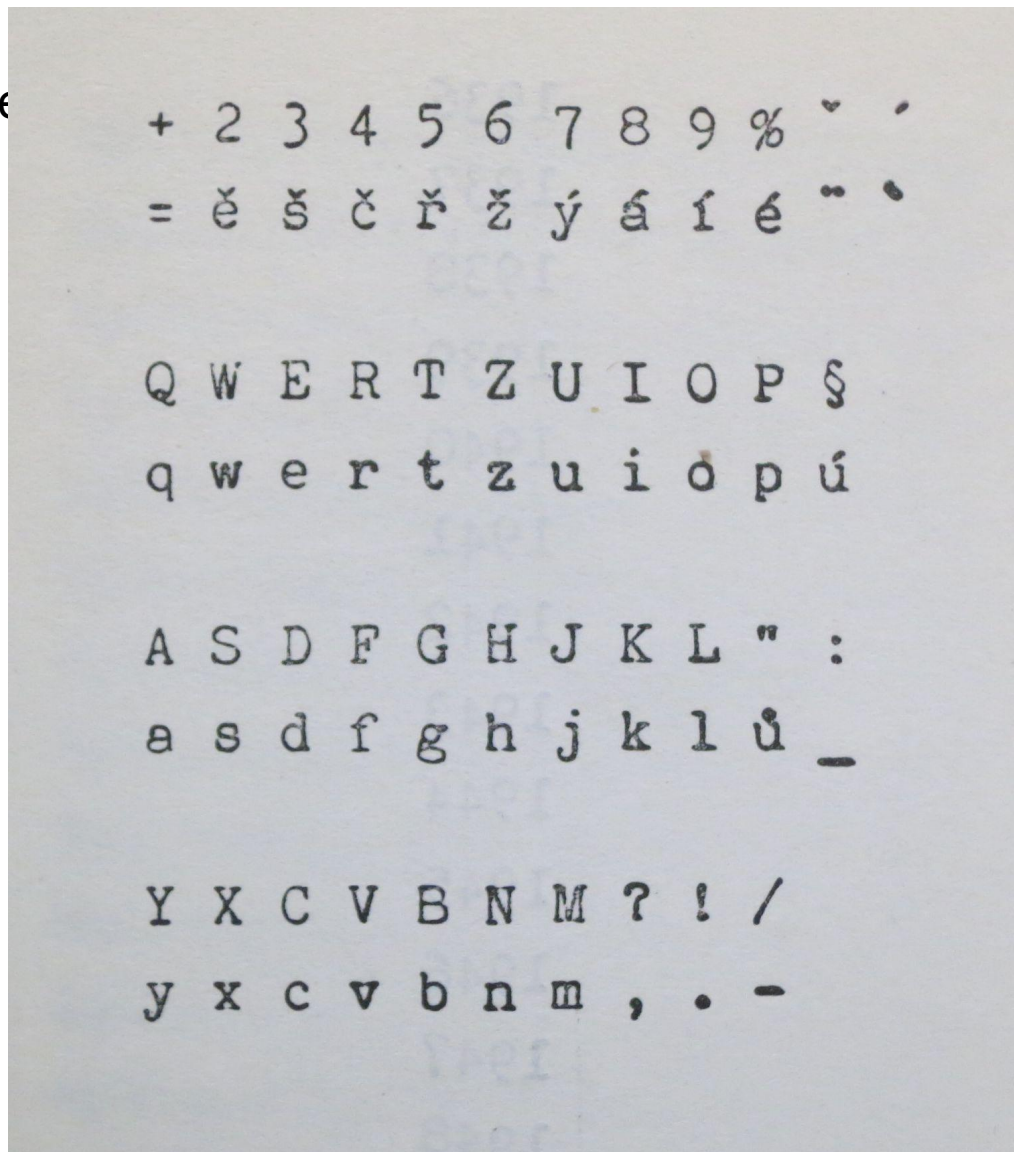 + 2 3 4 5 6 7 8 9 % ˇ ´
= ě š č ř ž ý á í é ¨ `
Q W E R T Z U I O P §
q w e r t z u i o p ú
A S D F G H J K L " :
a s d f g h j k l ů _
Y X C V B N M ? ! /
y x c v b n m , . -